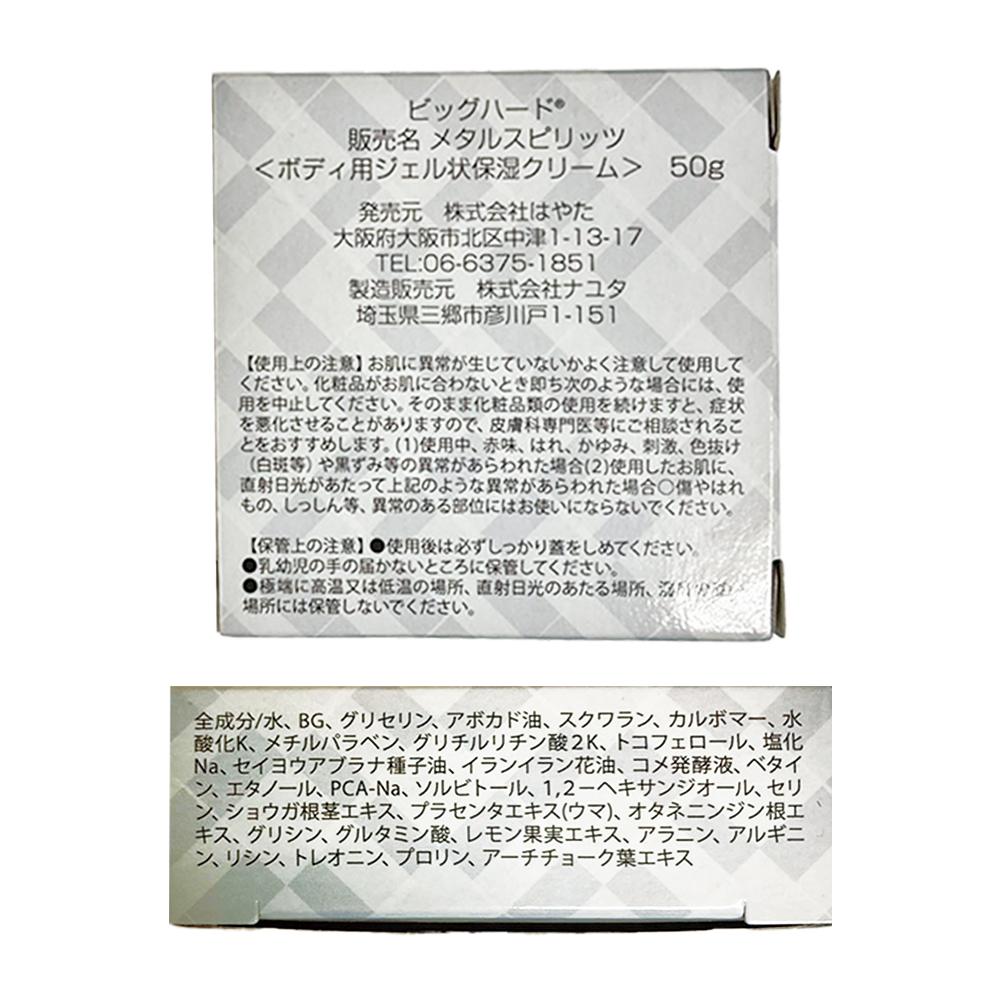 ビッグハード®
販売名 メタルスピリッツ
＜ボディ用ジェル状保湿クリーム＞ 50g
発売元 株式会社はやた
大阪府大阪市北区中津1-13-17
TEL:06-6375-1851
製造販売元 株式会社ナユタ
埼玉県三郷市彦川戸1-151
【使用上の注意】お肌に異常が生じていないかよく注意して使用して
ください。化粧品がお肌に合わないとき即ち次のような場合には、使
用を中止してください。そのまま化粧品類の使用を続けますと、症状
を悪化させることがありますので、皮膚科専門医等にご相談されるこ
とをおすすめします。(1)使用中、赤味、はれ、かゆみ、刺激、色抜け
（白斑等）や黒ずみ等の異常があらわれた場合(2)使用したお肌に、
直射日光があたって上記のような異常があらわれた場合○傷やはれ
もの、しっしん等、異常のある部位にはお使いにならないでください。
【保管上の注意】●使用後は必ずしっかり蓋をしめてください。
●乳幼児の手の届かないところに保管してください。
●極端に高温又は低温の場所、直射日光のあたる場所、
場所には保管しないでください。
全成分/水、BG、グリセリン、アボカド油、スクワラン、カルボマー、水
酸化K、メチルパラベン、グリチルリチン酸2K、トコフェロール、塩化
Na、セイヨウアブラナ種子油、イランイラン花油、コメ発酵液、ベタイ
ン、エタノール、PCA-Na、ソルビトール、1,2－ヘキサンジオール、セリ
ン、ショウガ根茎エキス、プラセンタエキス(ウマ)、オタネニンジン根エ
キス、グリシン、グルタミン酸、レモン果実エキス、アラニン、アルギニ
ン、リシン、トレオニン、プロリン、アーチチョーク葉エキス